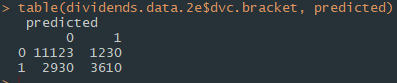 > table(dividends.data.2e$dvc.bracket, predicted)
predicted
0 1
0 11123 1230
1 2930 3610
>